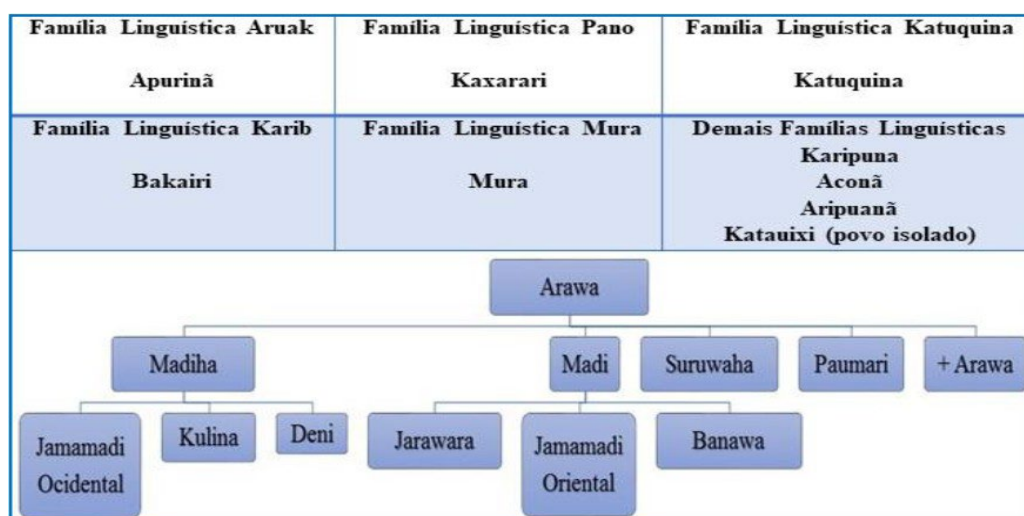 Família Linguística Aruak
Apurinã
Família Linguística Pano
Kaxarari
Família Linguística Katuquina
Katuquina
Família Linguística Karib
Bakairi
Família Linguística Mura
Mura
Demais Famílias Linguísticas
Karipuna
Aconã
Aripuanã
Katauixi (povo isolado)
Arawa
Madiha
Madi
Suruwaha
Paumari
+ Arawa
Jamamadi
Ocidental
Kulina
Deni
Jarawara
Jamamadi
Oriental
Banawa